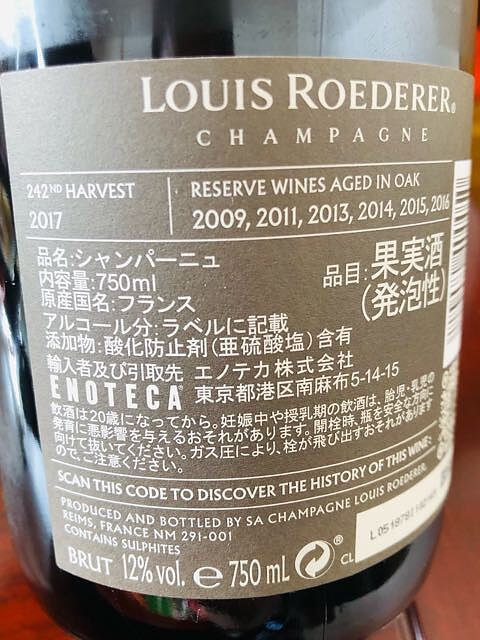 LOUIS ROEDERER®
CHAMPAGNE
242ND HARVEST
2017
RESERVE WINES AGED IN OAK
2009, 2011, 2013, 2014, 2015, 2016
品名:シャンパーニュ
内容量:750ml
原産国名:フランス
品目:果実酒
(発泡性)
アルコール分:ラベルに記載
添加物:酸化防止剤(亜硫酸塩)含有
輸入者及び引取先 エノテカ株式会社
ENOTECA 東京都港区南麻布5-14-15
飲酒は20歳になってから。妊娠中や授乳期の飲酒は、胎児・乳児の
発育に悪影響を与えるおそれがあります。開栓時、瓶を安全な方向に
向けて抜いてください。ガス圧により、栓が飛び出すおそれがあります
ので、ご注意ください。
SCAN THIS CODE TO DISCOVER THE HISTORY OF THIS WINE:
PRODUCED AND BOTTLED BY SA CHAMPAGNE LOUIS ROEDERER,
REIMS, FRANCE NM 291-001
CONTAINS SULPHITES
BRUT 12% vol. e 750 mL ® CL